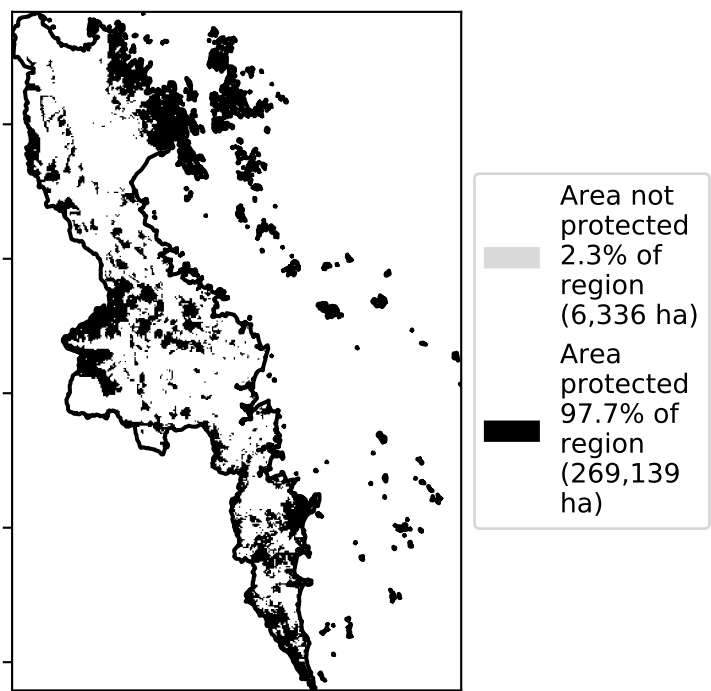 Area not
protected
2.3% of
region
(6,336 ha)
Area
protected
97.7% of
region
(269,139
ha)